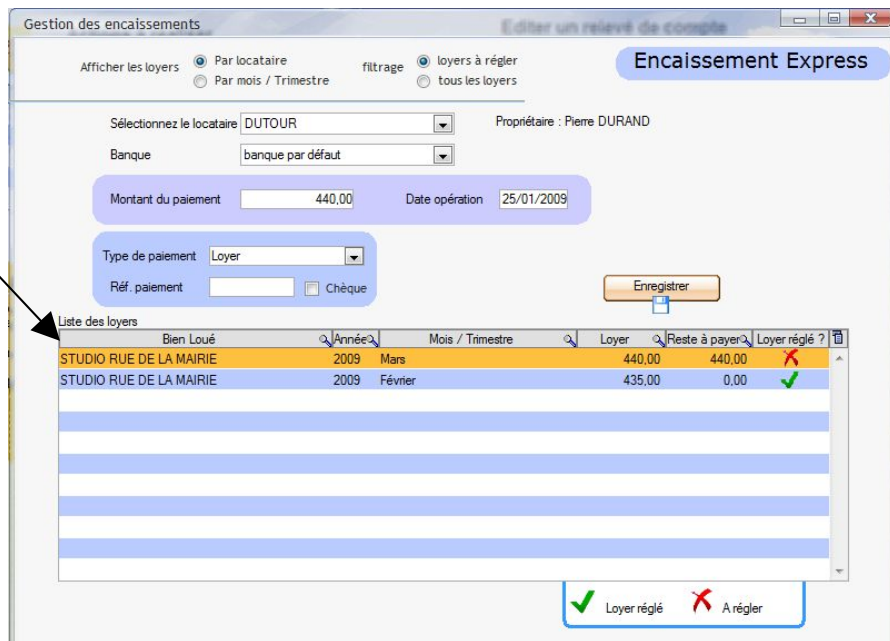 Gestion des encaissements
Editer un relevé de compte
Afficher les loyers Par locataire filtrage loyers à régler
Par mois / Trimestre tous les loyers
Encaissement Express
Sélectionnez le locataire DUTOUR Propriétaire : Pierre DURAND
Banque banque par défaut
Montant du paiement 440,00 Date opération 25/01/2009
Type de paiement Loyer
Réf. paiement Chèque
Enregistrer
Liste des loyers
Bien Loué Année Mois / Trimestre Loyer Reste à payer Loyer réglé ?
STUDIO RUE DE LA MAIRIE 2009 Mars 440,00 440,00
STUDIO RUE DE LA MAIRIE 2009 Février 435,00 0,00
Loyer réglé A régler